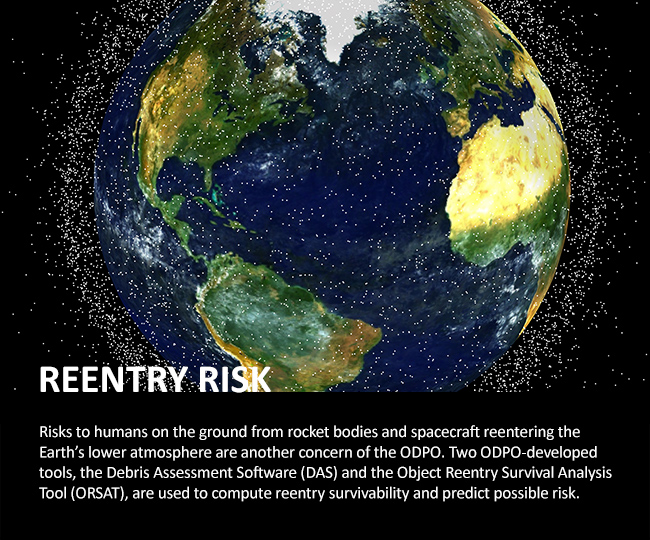 REENTRY RISK
Risks to humans on the ground from rocket bodies and spacecraft reentering the
Earth’s lower atmosphere are another concern of the ODPO. Two ODPO-developed
tools, the Debris Assessment Software (DAS) and the Object Reentry Survival Analysis
Tool (ORSAT), are used to compute reentry survivability and predict possible risk.